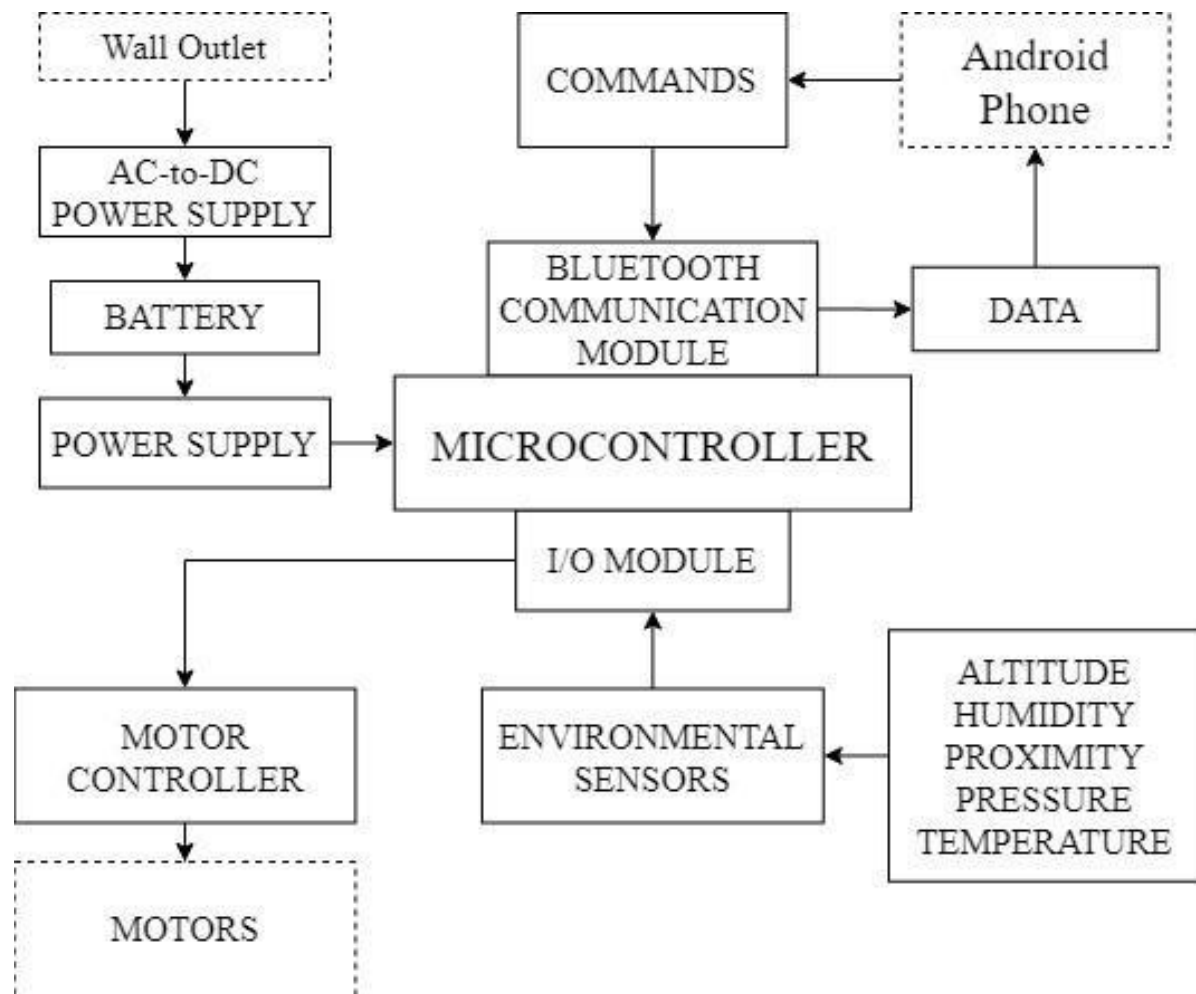 Wall Outlet
AC-to-DC
POWER SUPPLY
BATTERY
POWER SUPPLY
COMMANDS
Android
Phone
BLUETOOTH
COMMUNICATION
MODULE
DATA
MICROCONTROLLER
I/O MODULE
MOTOR
CONTROLLER
MOTORS
ENVIRONMENTAL
SENSORS
ALTITUDE
HUMIDITY
PROXIMITY
PRESSURE
TEMPERATURE